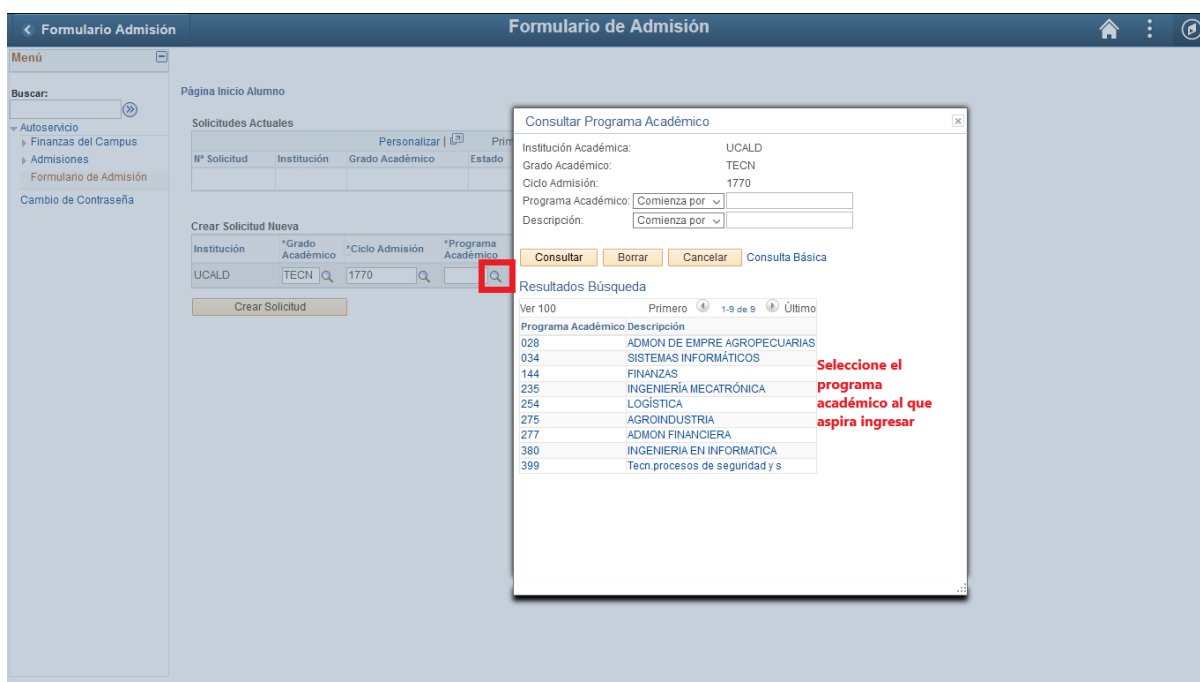 Formulario Admisión
Formulario de Admisión
Menú
Buscar:
Autoservicio
Finanzas del Campus
Admisiones
Formulario de Admisión
Cambio de Contraseña
Página Inicio Alumno
Solicitudes Actuales
Personalizar | Prim
Nº Solicitud Institución Grado Académico Estado
Crear Solicitud Nueva
Institución *Grado Académico *Ciclo Admisión *Programa Académico
UCALD TECN 1770
Crear Solicitud
Consultar Programa Académico
Institución Académica: UCALD
Grado Académico: TECN
Ciclo Admisión: 1770
Programa Académico: Comienza por
Descripción: Comienza por
Consultar Borrar Cancelar Consulta Básica
Resultados Búsqueda
Ver 100 Primero 1-9 de 9 Último
Programa Académico Descripción
028 ADMON DE EMPRE AGROPECUARIAS
034 SISTEMAS INFORMÁTICOS
144 FINANZAS
235 INGENIERÍA MECATRÓNICA
254 LOGÍSTICA
275 AGROINDUSTRIA
277 ADMON FINANCIERA
380 INGENIERIA EN INFORMATICA
399 Tecn.procesos de seguridad y s
Seleccione el
programa
académico al que
aspira ingresar